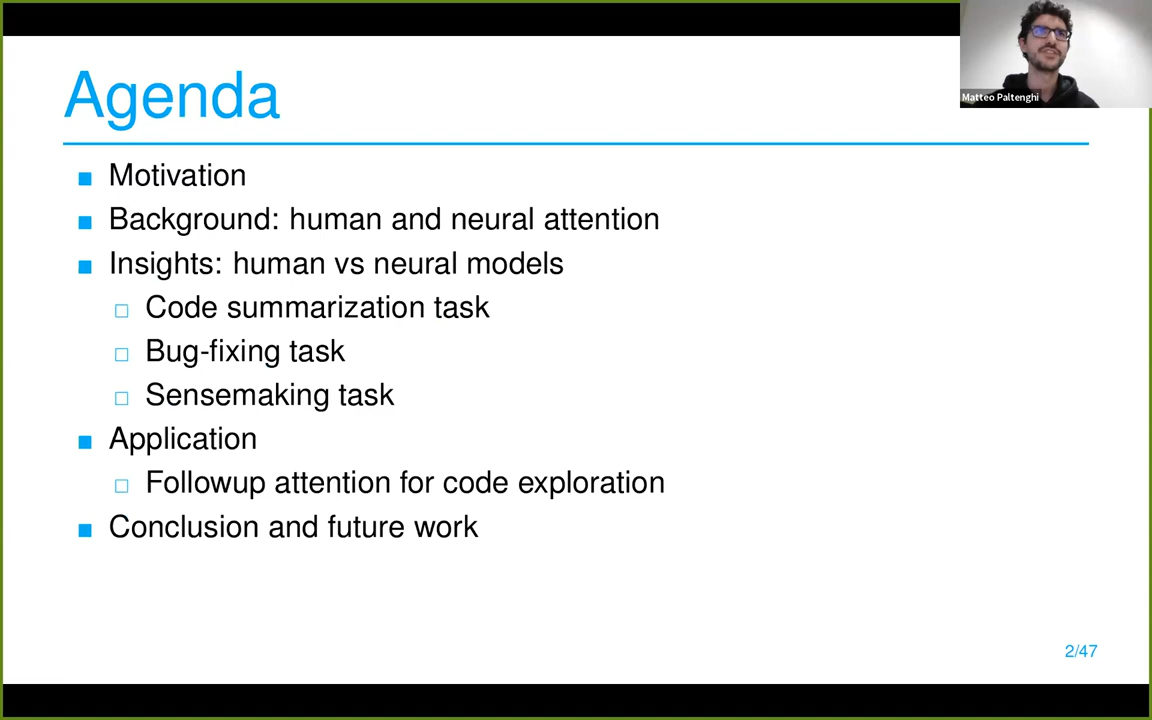 Agenda
Matteo Paltenghi
Motivation
Background: human and neural attention
Insights: human vs neural models
Code summarization task
Bug-fixing task
Sensemaking task
Application
Followup attention for code exploration
Conclusion and future work
2/47